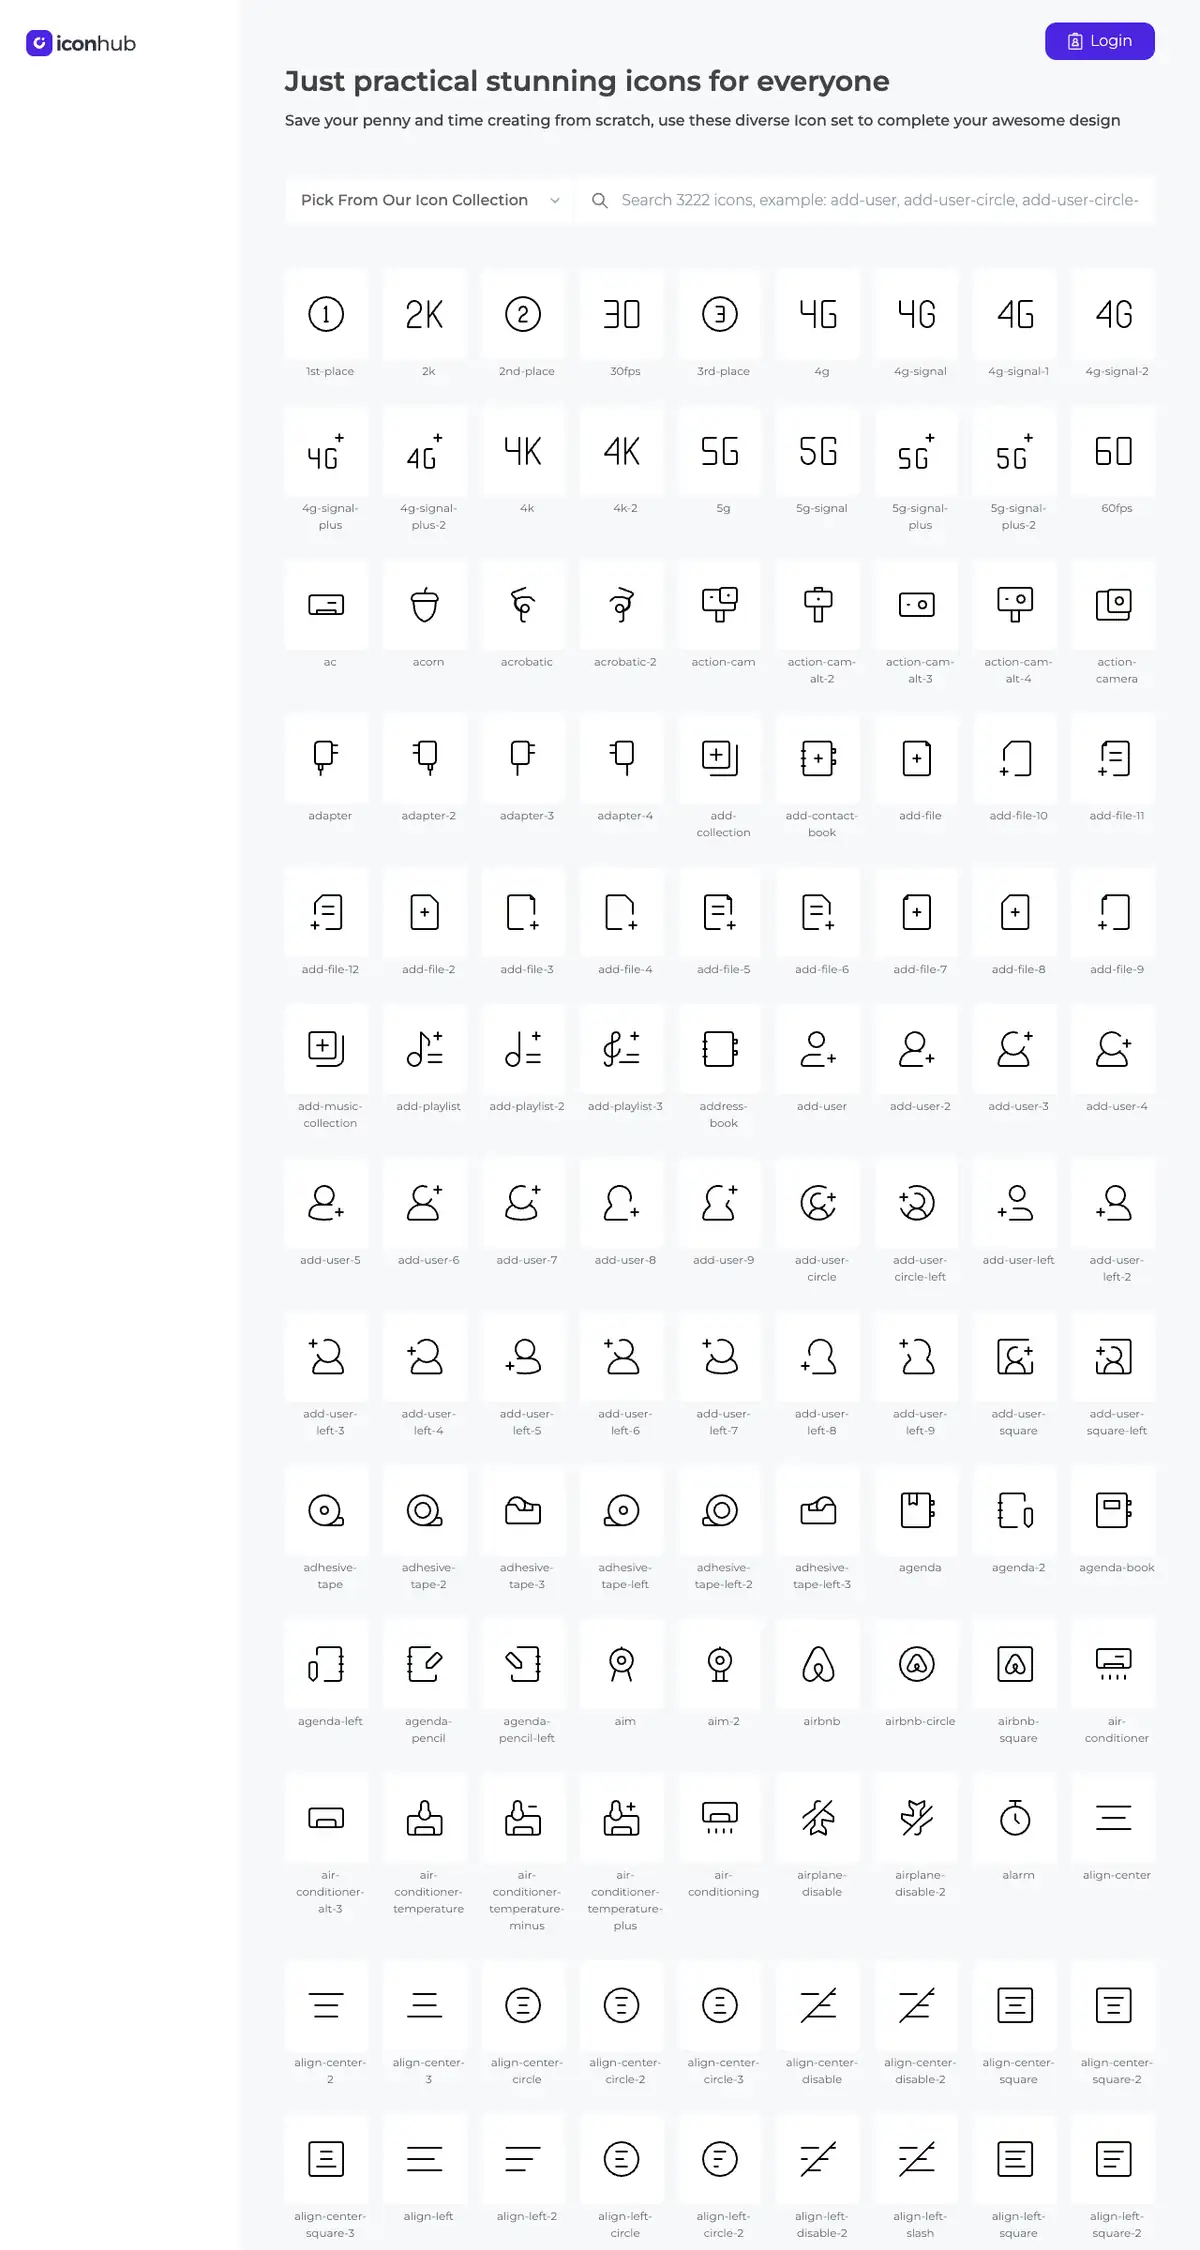 iconhub
Login
Just practical stunning icons for everyone
Save your penny and time creating from scratch, use these diverse Icon set to complete your awesome design
Pick From Our Icon Collection
Search 3222 icons, example: add-user, add-user-circle, add-user-circle-
1 2K 2 30 3 4G 4G 4G 4G
1st-place 2k 2nd-place 30fps 3rd-place 4g 4g-signal 4g-signal-1 4g-signal-2
4G+ 4G+ 4K 4K 5G 5G 5G+ 5G+ 60
4g-signal- 4g-signal- 4k 4k-2 5g 5g-signal 5g-signal- 5g-signal- 60fps
plus plus-2 plus plus-2
ac acorn acrobatic acrobatic-2 action-cam action-cam- action-cam- action-cam- action-
alt-2 alt-3 alt-4 camera
adapter adapter-2 adapter-3 adapter-4 add- add-contact- add-file add-file-10 add-file-11
collection book
add-file-12 add-file-2 add-file-3 add-file-4 add-file-5 add-file-6 add-file-7 add-file-8 add-file-9
add-music- add-playlist add-playlist-2 add-playlist-3 address- add-user add-user-2 add-user-3 add-user-4
collection book
add-user-5 add-user-6 add-user-7 add-user-8 add-user-9 add-user- add-user- add-user-left add-user-
circle circle-left left-2
add-user- add-user- add-user- add-user- add-user- add-user- add-user- add-user- add-user-
left-3 left-4 left-5 left-6 left-7 left-8 left-9 square square-left
adhesive- adhesive- adhesive- adhesive- adhesive- adhesive- agenda agenda-2 agenda-book
tape tape-2 tape-3 tape-left tape-left-2 tape-left-3
agenda-left agenda- agenda- aim aim-2 airbnb airbnb-circle airbnb- air-
pencil pencil-left square conditioner
air- air- air- air- air- airplane- airplane- alarm align-center
conditioner- conditioner- conditioner- conditioner- conditioning disable disable-2
alt-3 temperature temperature- temperature-
minus plus
align-center- align-center- align-center- align-center- align-center- align-center- align-center- align-center- align-center-
2 3 circle circle-2 circle-3 disable disable-2 square square-2
align-center- align-left align-left-2 align-left- align-left- align-left- align-left- align-left- align-left-
square-3 circle circle-2 disable-2 slash square square-2